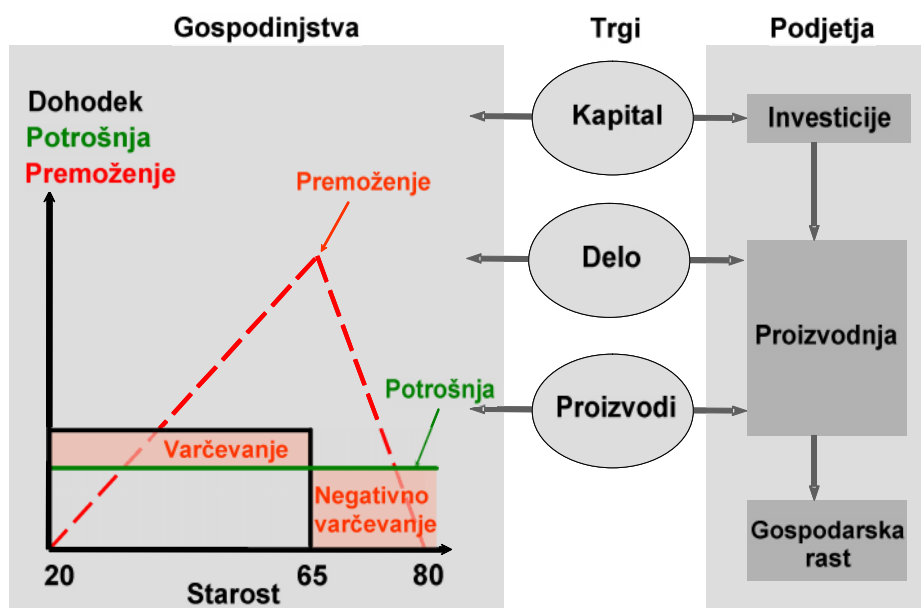 Gospodinjstva
Trgi
Podjetja
Dohodek
Potrošnja
Premoženje
Premoženje
Potrošnja
Varčevanje
Negativno
varčevanje
20
65
80
Starost
Kapital
Delo
Proizvodi
Investicije
Proizvodnja
Gospodarska
rast